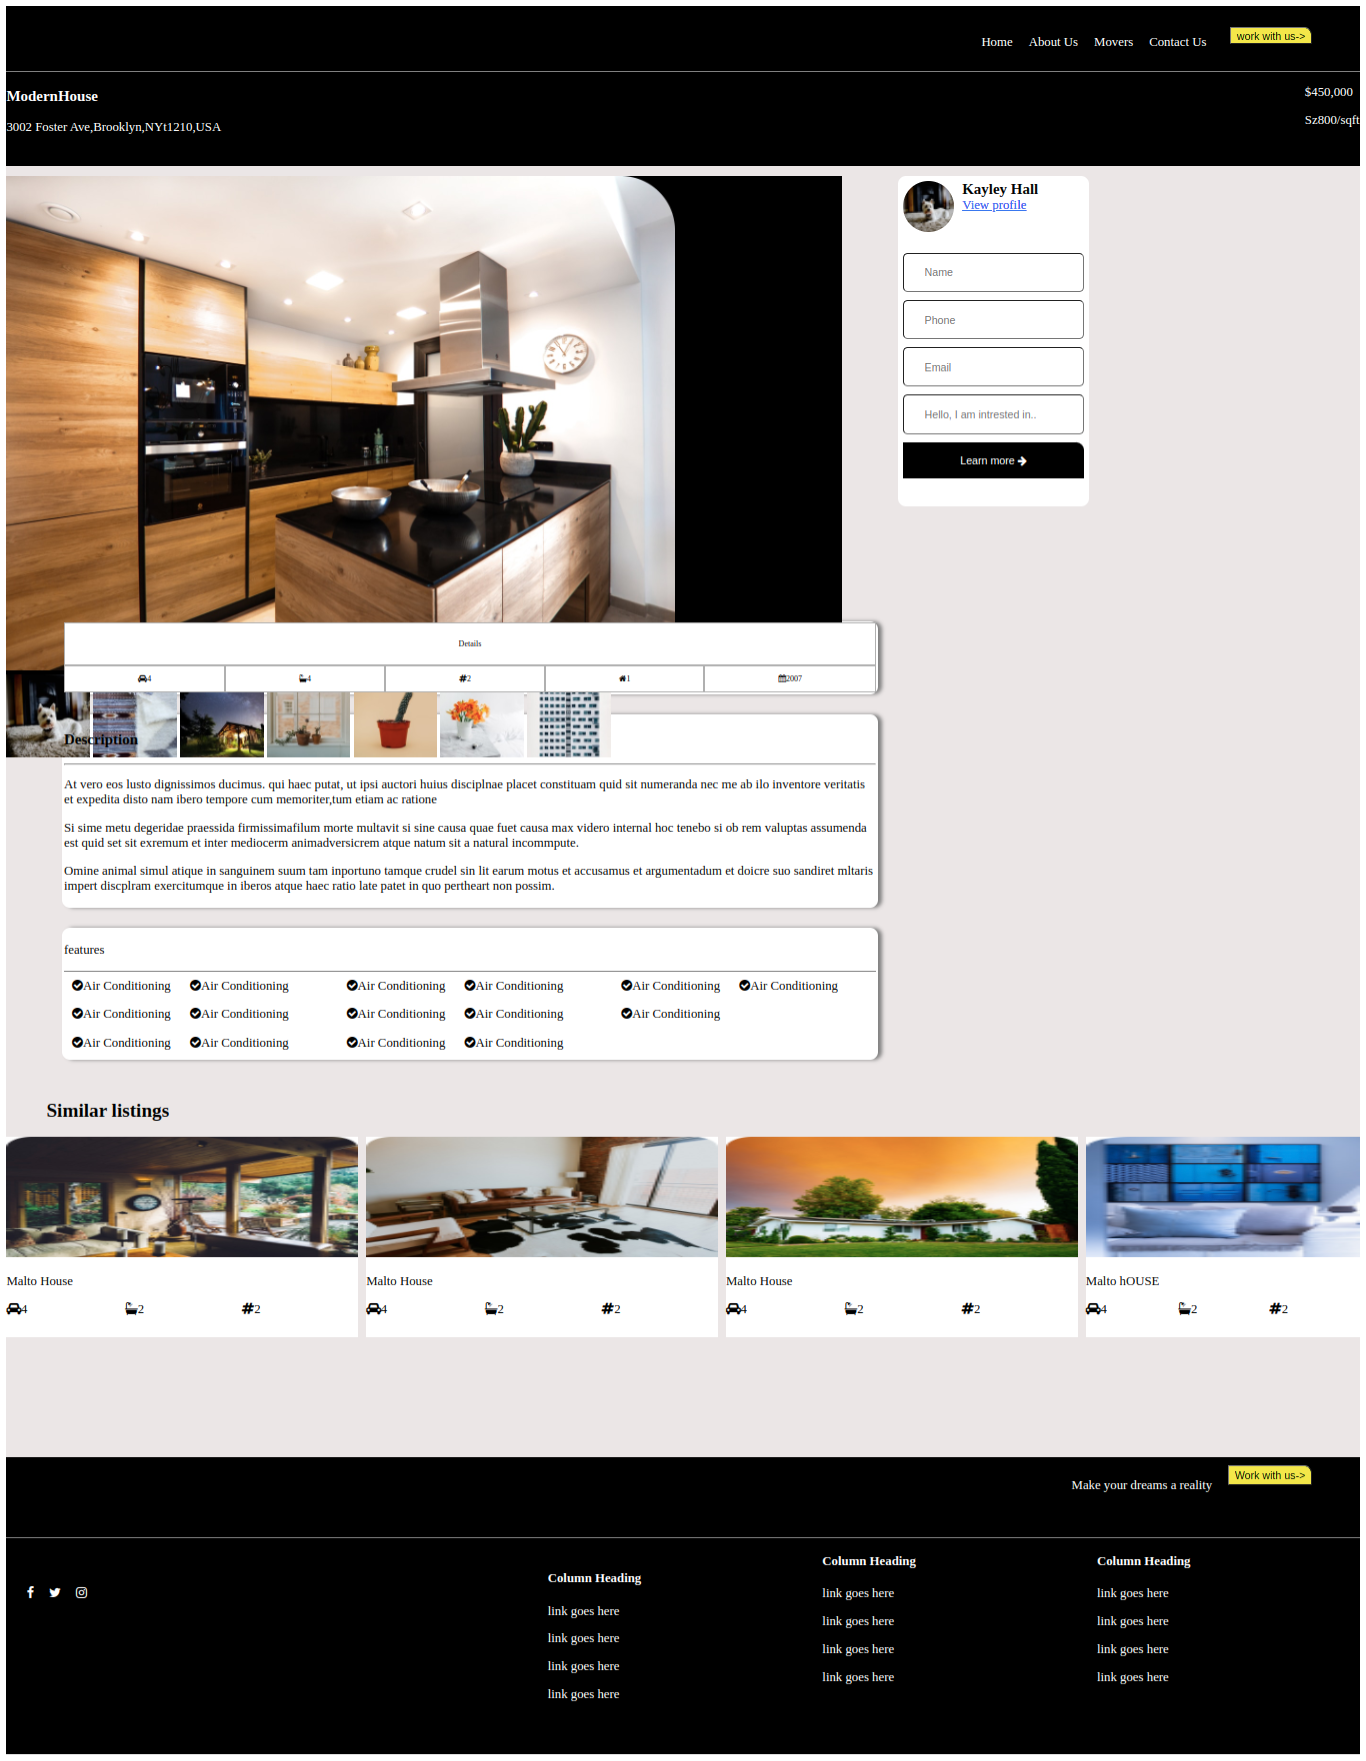 Home About Us Movers Contact Us work with us->
ModernHouse
$450,000
3002 Foster Ave,Brooklyn,NYt1210,USA
Sz800/sqft
Kayley Hall
View profile
Name
Phone
Email
Hello, I am intrested in..
Learn more
Details
4 4 2 1 2007
Description
At vero eos lusto dignissimos ducimus. qui haec putat, ut ipsi auctori huius disciplnae placet constituam quid sit numeranda nec me ab ilo inventore veritatis
et expedita disto nam ibero tempore cum memoriter,tum etiam ac ratione
Si sime metu degeridae praessida firmissimafilum morte multavit si sine causa quae fuet causa max videro internal hoc tenebo si ob rem valuptas assumenda
est quid set sit exremum et inter mediocerm animadversicrem atque natum sit a natural incommpute.
Omine animal simul atique in sanguinem suum tam inportuno tamque crudel sin lit earum motus et accusamus et argumentadum et doicre suo sandiret mltaris
impert discplram exercitumque in iberos atque haec ratio late patet in quo pertheart non possim.
features
Air Conditioning Air Conditioning Air Conditioning Air Conditioning Air Conditioning Air Conditioning
Air Conditioning Air Conditioning Air Conditioning Air Conditioning Air Conditioning
Air Conditioning Air Conditioning Air Conditioning Air Conditioning
Similar listings
Malto House Malto House Malto House Malto hOUSE
4 2 #2 4 2 #2 4 2 #2 4 2 #2
Make your dreams a reality Work with us->
Column Heading
link goes here
link goes here
link goes here
link goes here
Column Heading
link goes here
link goes here
link goes here
link goes here
Column Heading
link goes here
link goes here
link goes here
link goes here